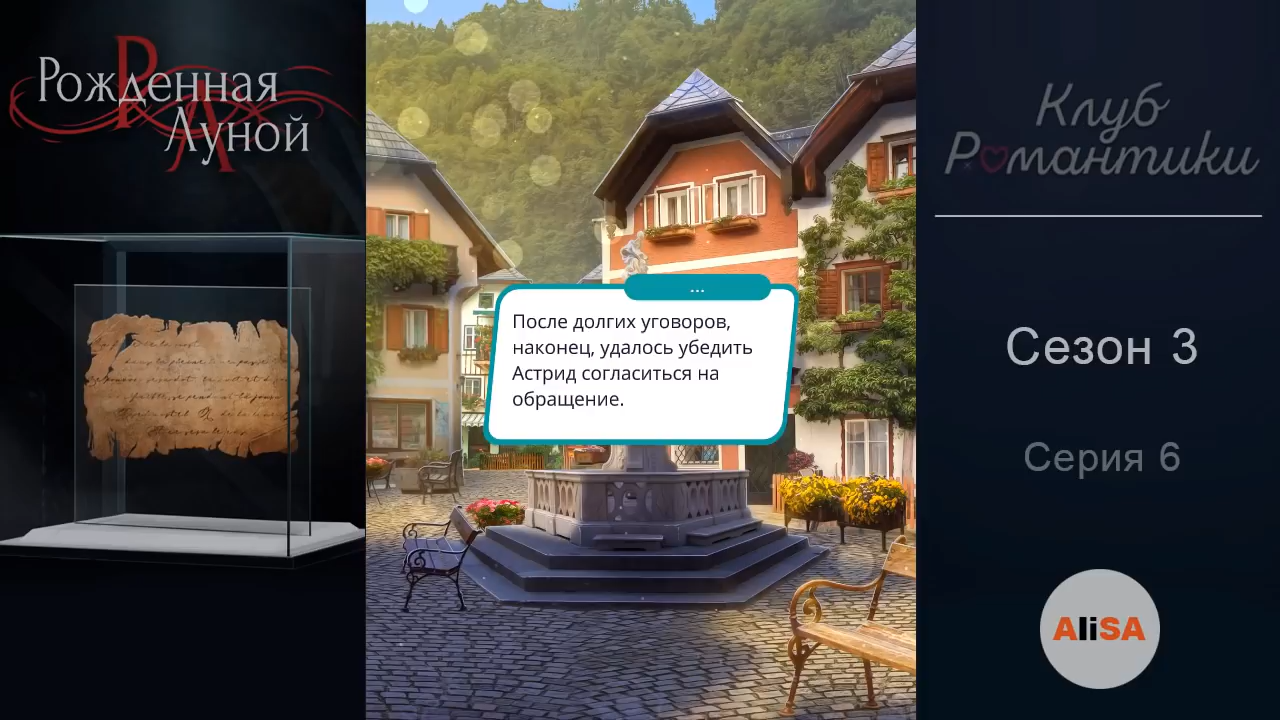 Рожденная
Луной
РЛ
...
После долгих уговоров,
наконец, удалось убедить
Астрид согласиться на
обращение.
Клуб
Романтики
Сезон 3
Серия 6
AliSA